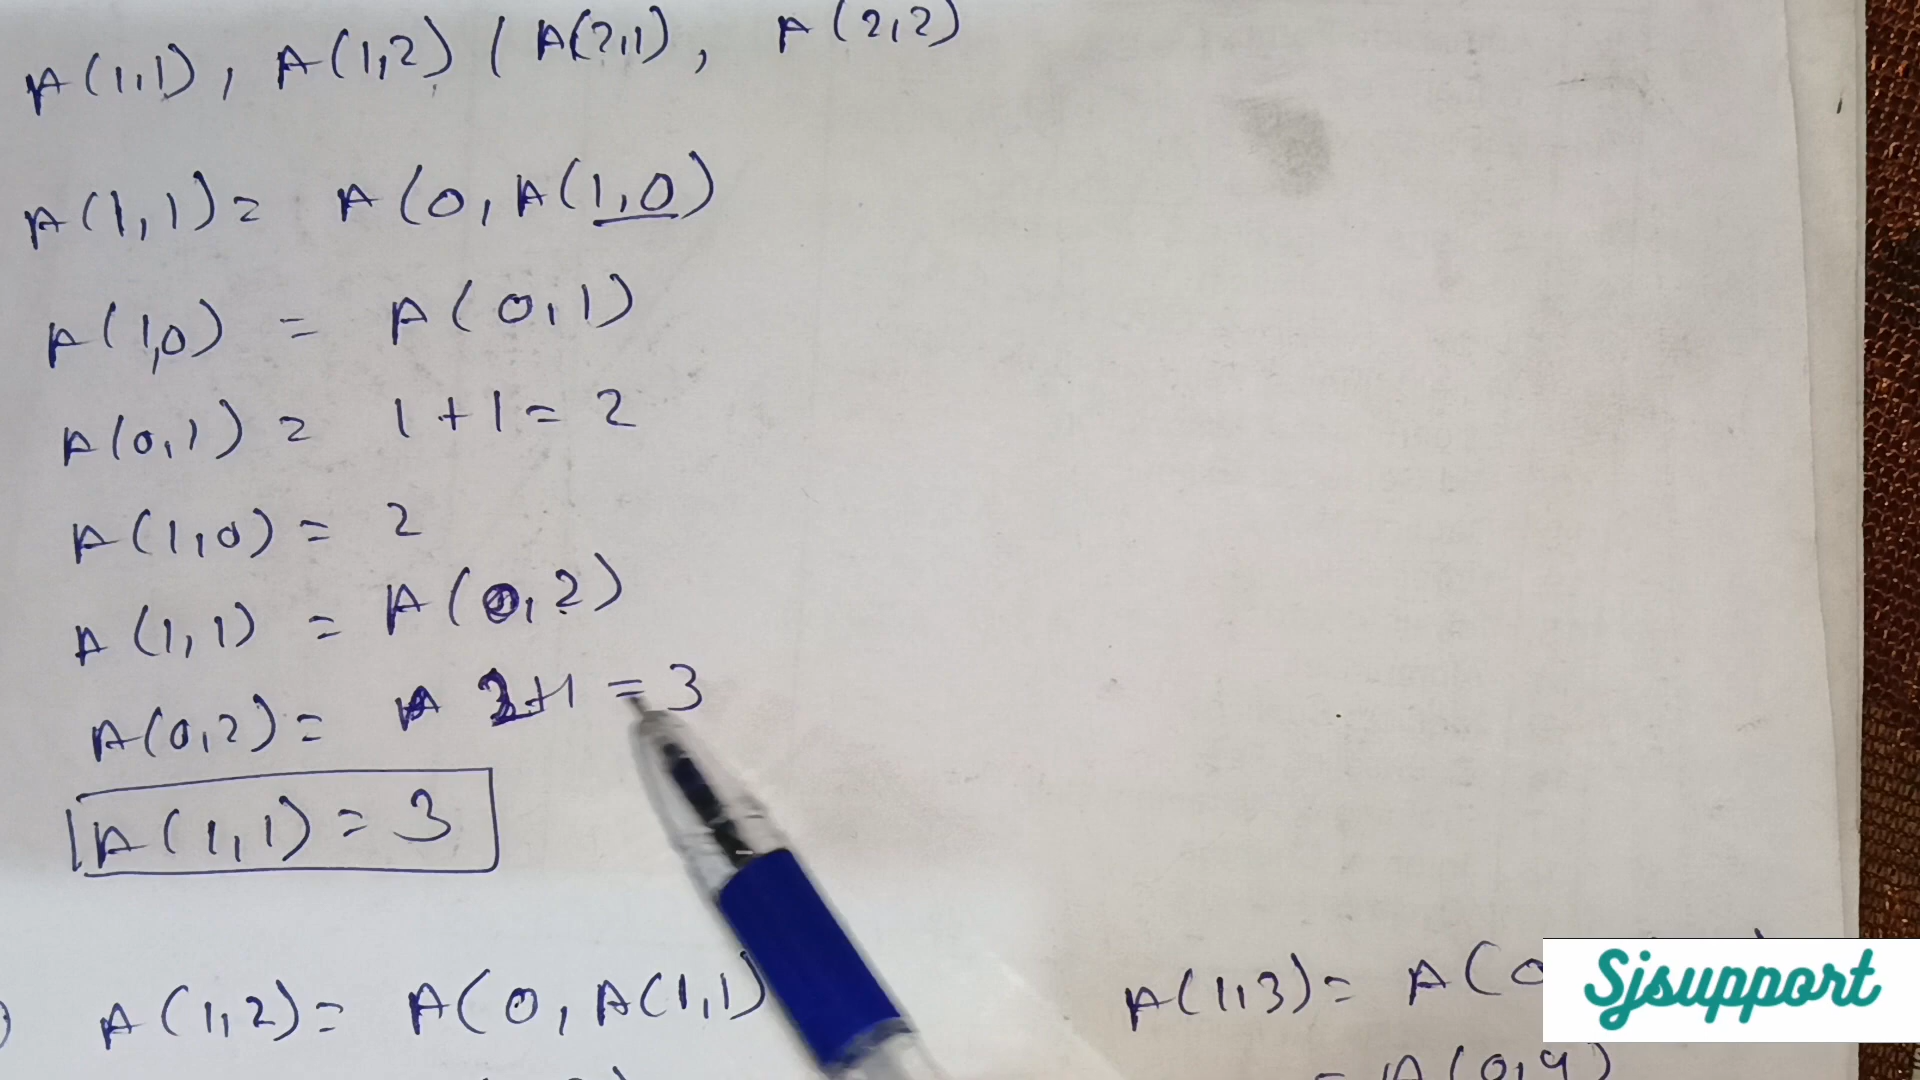 A(1,1), A(1,2) ( A(2,1), A(2,2)
A(1,1)= A(0, A(1,0)
A(1,0) = A(0,1)
A(0,1) = 1+1=2
A(1,0) = 2
A(1,1) = A(0,2)
A(0,2)= A 2+1 =3
A(1,1) = 3
A(1,2)= A(0, A(1,1)
A(1,3)= A(0
= A(0,4)
Sjsupport